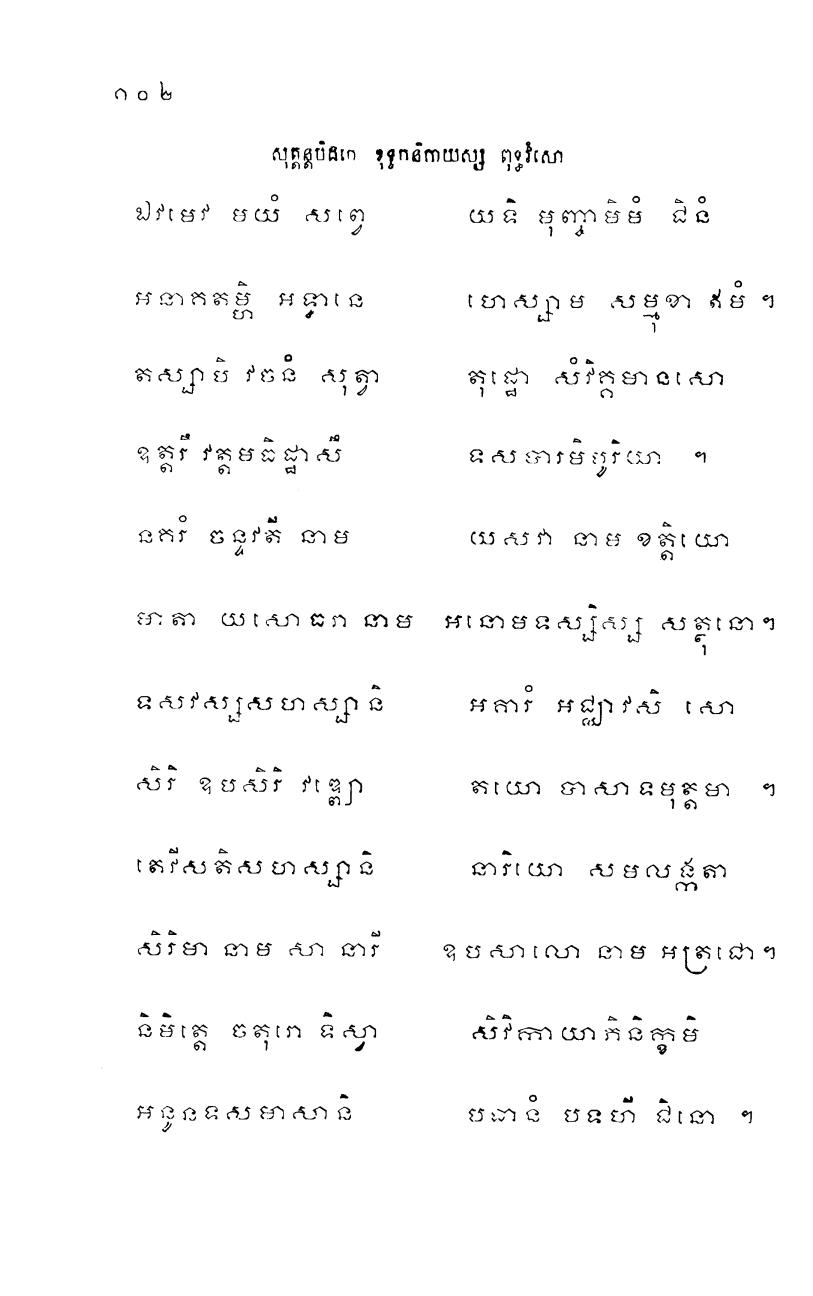 ១០២
សុត្តន្តបិដកេ ខុទ្ទកនិកាយស្ស ពុទ្ធវំសោ
ឯវមេវ មយំ សព្វេ យទិ មុញ្ចាមិមំ ជិនំ
អនាគតម្ហិ អទ្ធានេ ហេស្សាម សម្មុខា ឥមំ ។
តស្សាបិ វចនំ សុត្វា តុដ្ឋោ សំវិគ្គមានសោ
ឧត្តរឹ វត្តមធិដ្ឋាសឹ ទសបារមិបូរិយា ។
នគរំ ចន្ទវតី នាម យសវា នាម ខត្តិយោ
មាតា យសោធរា នាម អនោមទស្សិស្ស សត្ថុនោ។
ទសវស្សសហស្សានិ អគារំ អជ្ឈាវសិ សោ
សិរិ ឧបសិរិ វឌ្ឍោ តយោ បាសាទមុត្តមា ។
តេវីសតិសហស្សានិ នារិយោ សមលង្កតា
សិរិមា នាម សា នារី ឧបសាលោ នាម អត្រជោ។
និមិត្តេ ចតុរោ ទិស្វា សិវិកាយាភិនិក្ខមិ
អនូនទសមាសានិ បធានំ បទហី ជិនោ ។